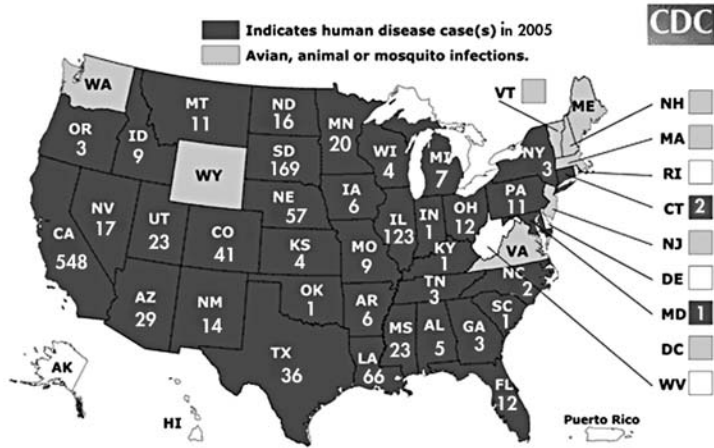 Indicates human disease case(s) in 2005
Avian, animal or mosquito infections.
CDC
WA
MT
11
ND
16
MN
20
VT
ME
NH
OR
3
ID
9
SD
169
WI
4
MI
7
NY
3
MA
WY
RI
NE
57
IA
6
PA
11
CT 2
NV
17
UT
23
CO
41
IL
123
IN
1
OH
12
NJ
CA
548
KS
4
MO
9
KY
1
VA
DE
AZ
29
NM
14
OK
1
AR
6
TN
3
NC
2
MD 1
MS
23
AL
5
GA
3
SC
1
DC
TX
36
LA
66
WV
AK
FL
12
HI
Puerto Rico